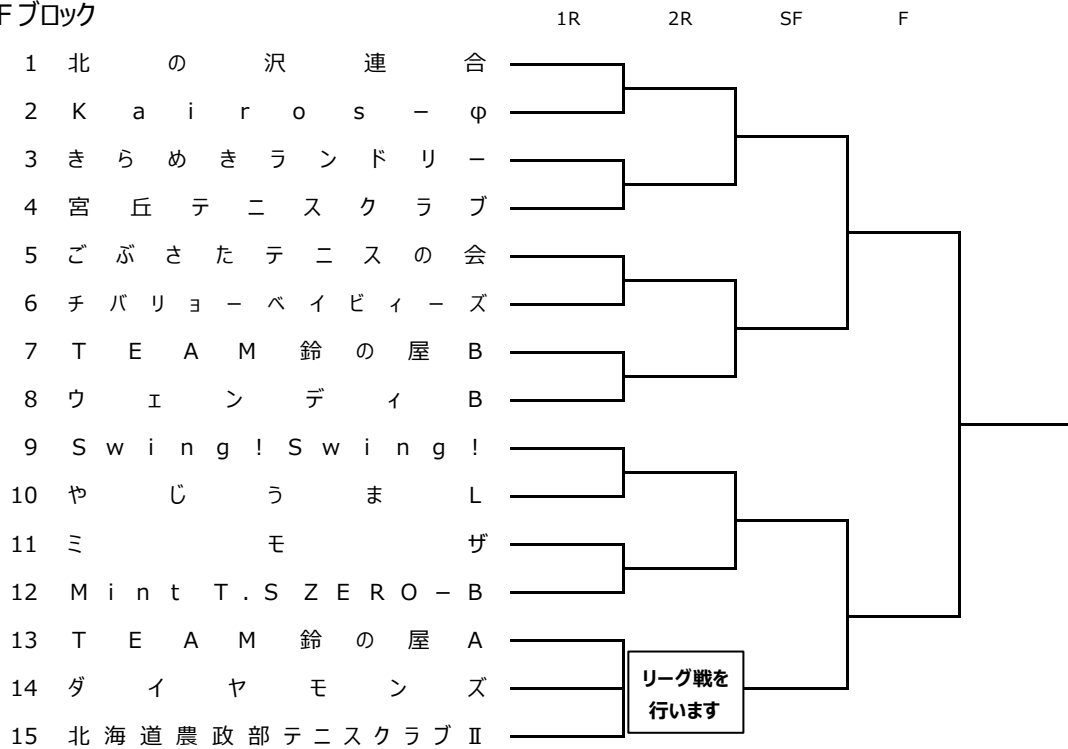 Fブロック
1R 2R SF F
1 北の沢連合
2 Kairos-φ
3 きらめきランドリー
4 宮丘テニスクラブ
5 ごぶさたテニスの会
6 チバリョーベイビィーズ
7 TEAM鈴の屋B
8 ウェンディB
9 Swing!Swing!
10 やじうまL
11 ミモザ
12 Mint T.S ZERO-B
13 TEAM鈴の屋A
14 ダイヤモンズ
15 北海道農政部テニスクラブⅡ
リーグ戦を
行います